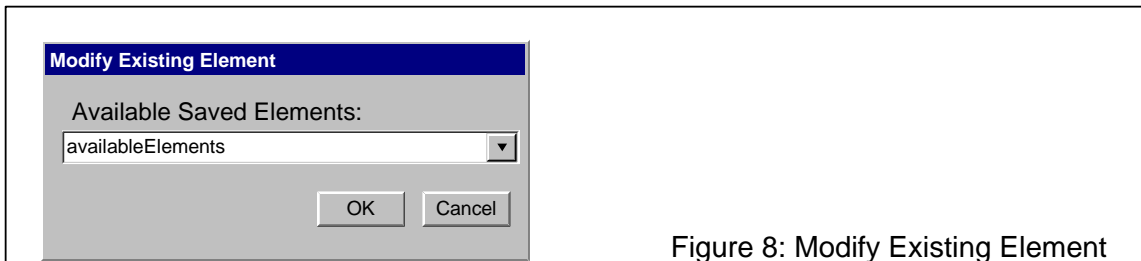 Modify Existing Element
Available Saved Elements:
availableElements
OK Cancel
Figure 8: Modify Existing Element